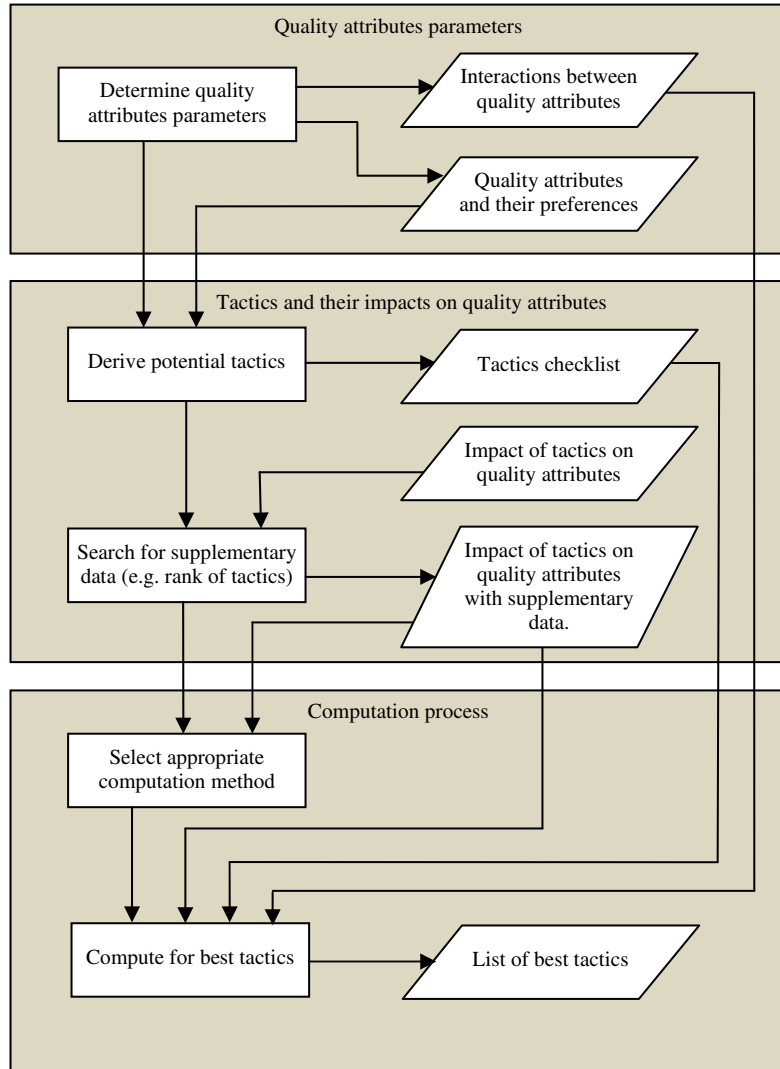 Quality attributes parameters
Determine quality
attributes parameters
Interactions between
quality attributes
Quality attributes
and their preferences
Tactics and their impacts on quality attributes
Derive potential tactics
Tactics checklist
Impact of tactics on
quality attributes
Search for supplementary
data (e.g. rank of tactics)
Impact of tactics on
quality attributes
with supplementary
data.
Computation process
Select appropriate
computation method
Compute for best tactics
List of best tactics